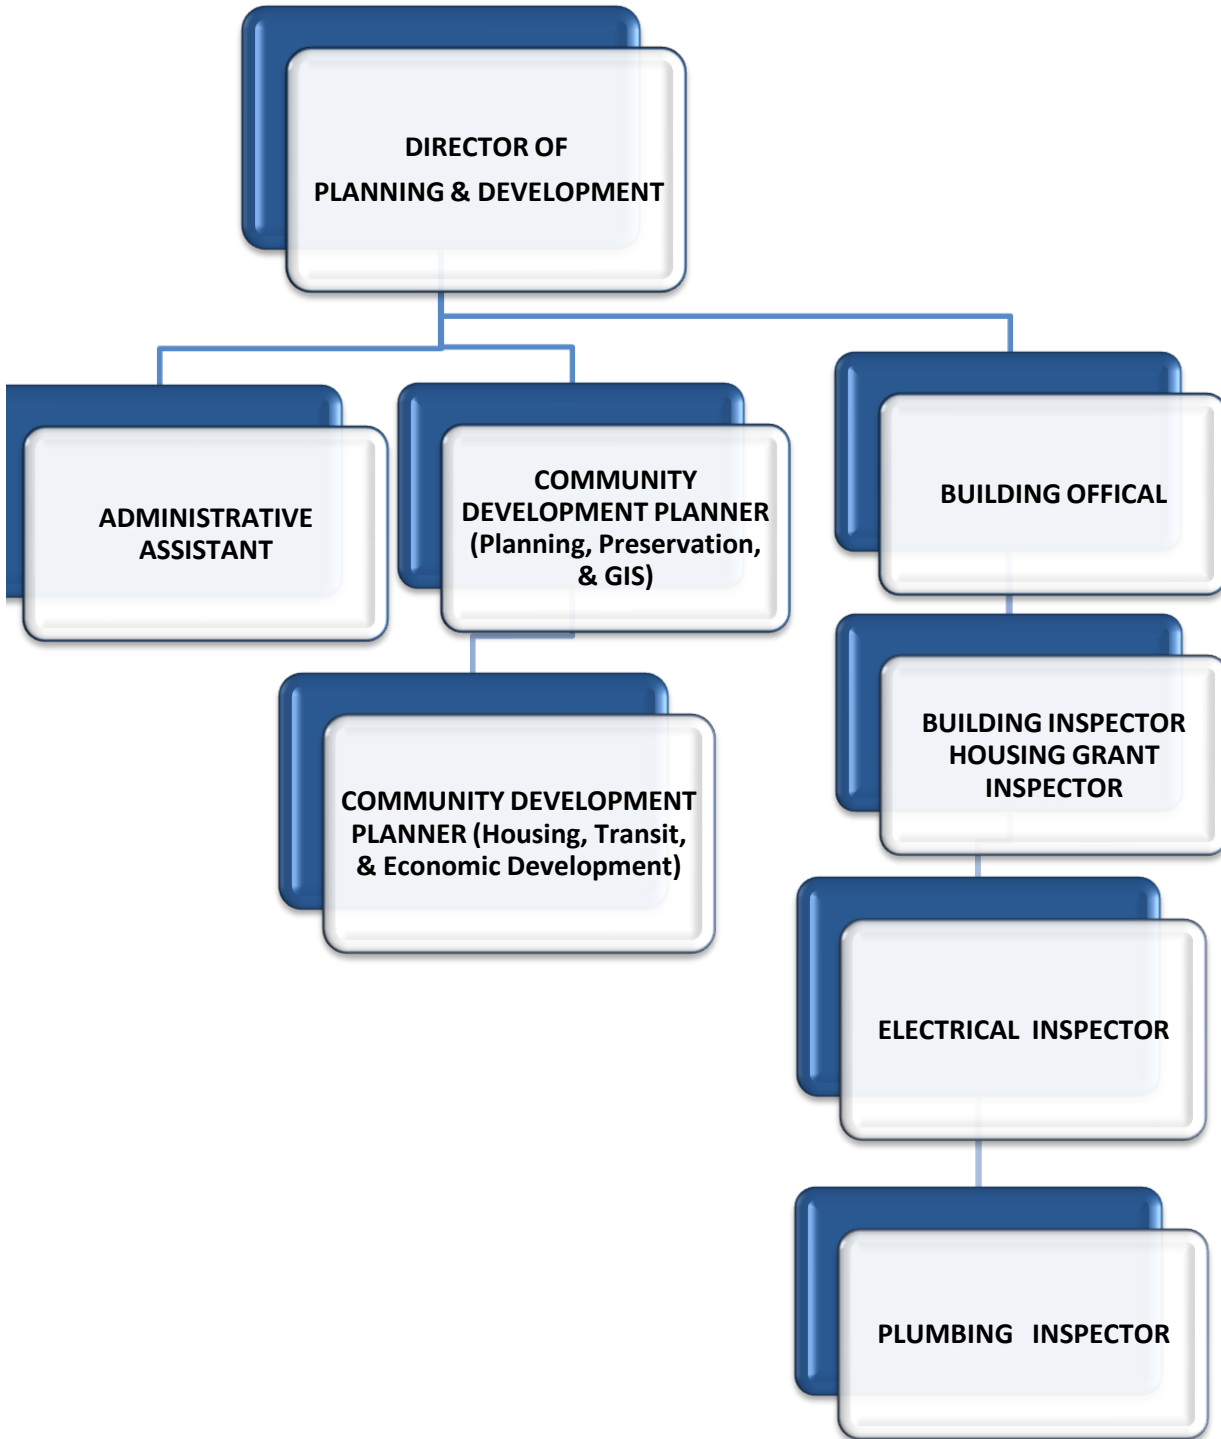 DIRECTOR OF
PLANNING & DEVELOPMENT
ADMINISTRATIVE
ASSISTANT
COMMUNITY
DEVELOPMENT PLANNER
(Planning, Preservation,
& GIS)
BUILDING OFFICAL
COMMUNITY DEVELOPMENT
PLANNER (Housing, Transit,
& Economic Development)
BUILDING INSPECTOR
HOUSING GRANT
INSPECTOR
ELECTRICAL INSPECTOR
PLUMBING INSPECTOR